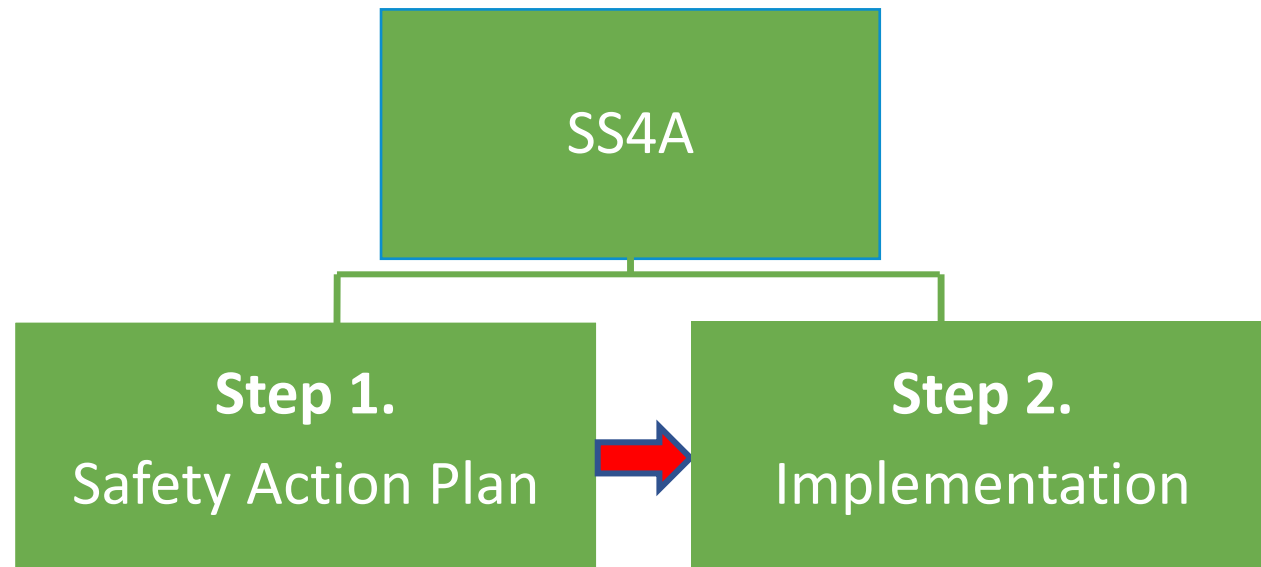 SS4A
Step 1.
Safety Action Plan
Step 2.
Implementation